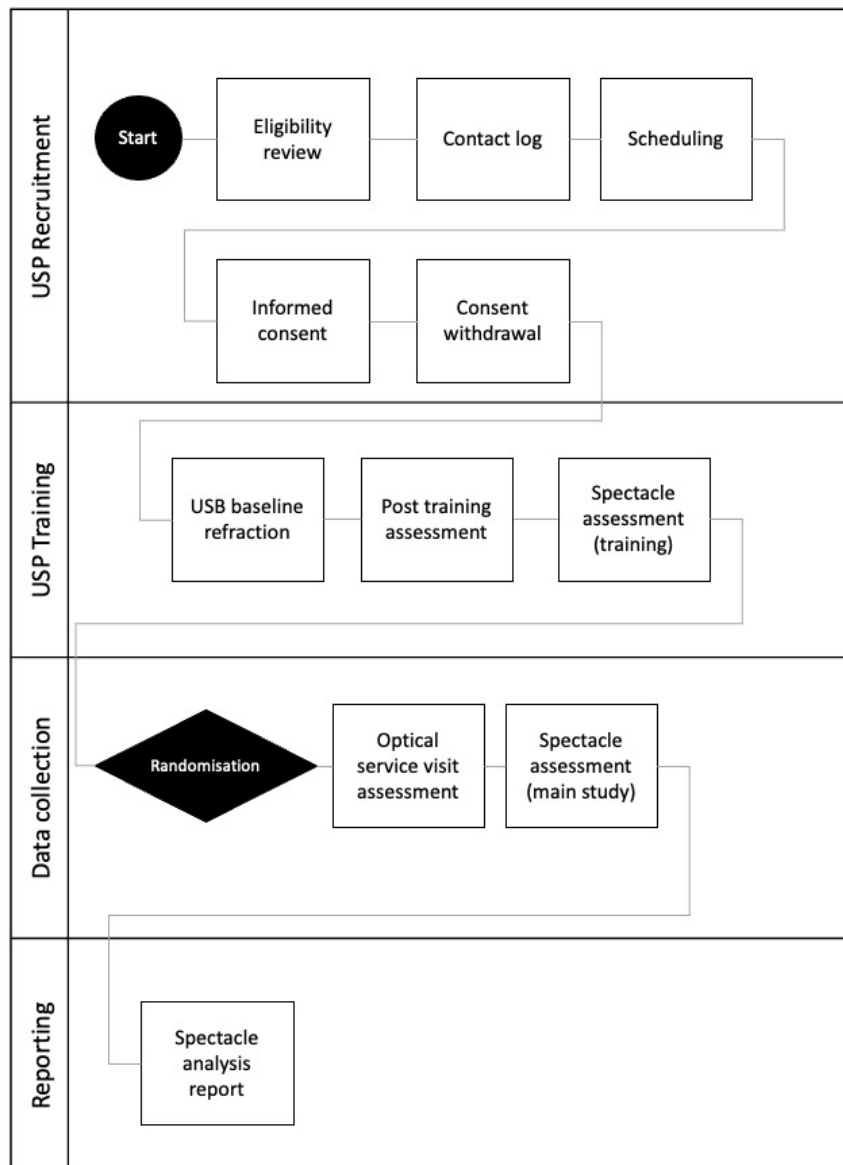 USP Recruitment
Start
Eligibility
review
Contact log
Scheduling
Informed
consent
Consent
withdrawal
USP Training
USB baseline
refraction
Post training
assessment
Spectacle
assessment
(training)
Data collection
Randomisation
Optical
service visit
assessment
Spectacle
assessment
(main study)
Reporting
Spectacle
analysis
report